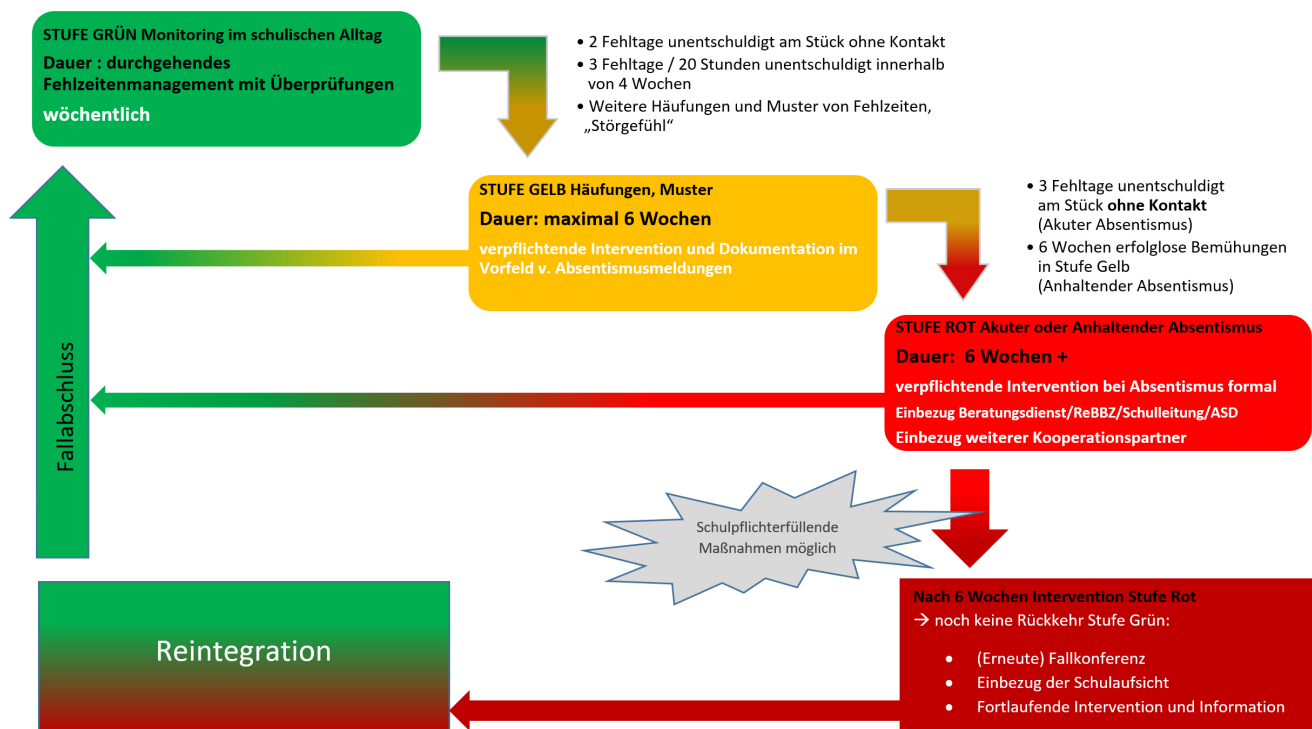 STUFE GRÜN Monitoring im schulischen Alltag
Dauer : durchgehendes
Fehlzeitenmanagement mit Überprüfungen
wöchentlich
• 2 Fehltage unentschuldigt am Stück ohne Kontakt
• 3 Fehltage / 20 Stunden unentschuldigt innerhalb
von 4 Wochen
• Weitere Häufungen und Muster von Fehlzeiten,
„Störgefühl“
STUFE GELB Häufungen, Muster
Dauer: maximal 6 Wochen
verpflichtende Intervention und Dokumentation im
Vorfeld v. Absentismusmeldungen
• 3 Fehltage unentschuldigt
am Stück ohne Kontakt
(Akuter Absentismus)
• 6 Wochen erfolglose Bemühungen
in Stufe Gelb
(Anhaltender Absentismus)
STUFE ROT Akuter oder Anhaltender Absentismus
Dauer: 6 Wochen +
verpflichtende Intervention bei Absentismus formal
Einbezug Beratungsdienst/ReBBZ/Schulleitung/ASD
Einbezug weiterer Kooperationspartner
Fallabschluss
Schulpflichterfüllende
Maßnahmen möglich
Nach 6 Wochen Intervention Stufe Rot
→ noch keine Rückkehr Stufe Grün:
• (Erneute) Fallkonferenz
• Einbezug der Schulaufsicht
• Fortlaufende Intervention und Information
Reintegration